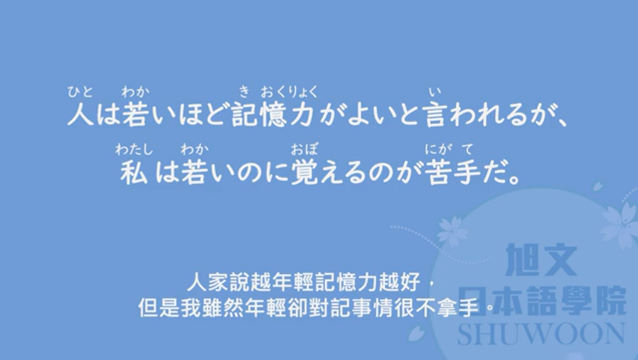 ひと わか き おくりょく い
人は若いほど記憶力がよいと言われるが、
わたし わか おぼ にが て
私は若いのに覚えるのが苦手だ。
人家說越年輕記憶力越好，
但是我雖然年輕卻對記事情很不拿手。
旭文
日本語學院
SHUWOON